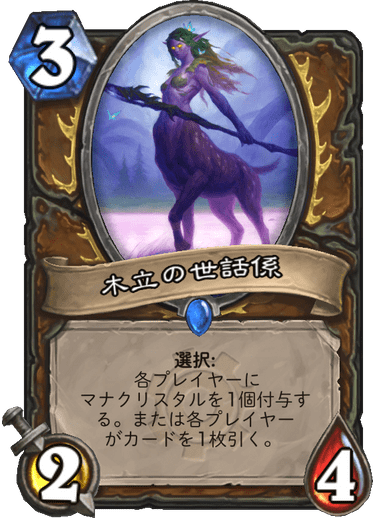 3
木立の世話係
選択:
各プレイヤーに
マナクリスタルを1個付与す
る。または各プレイヤー
がカードを1枚引く。
2
4